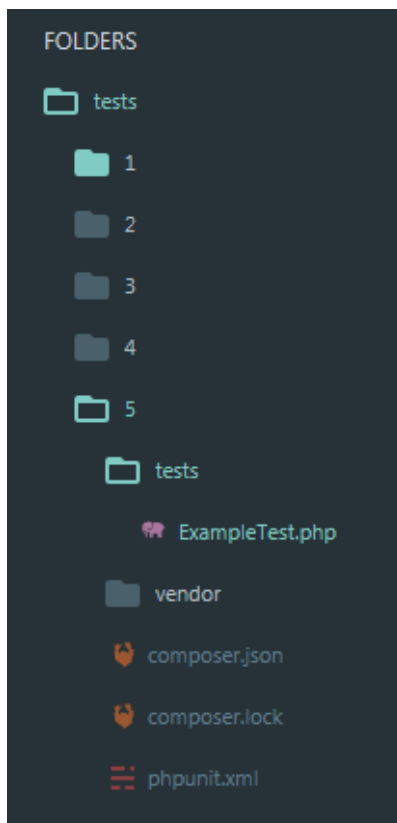 FOLDERS
tests
1
2
3
4
5
tests
ExampleTest.php
vendor
composer.json
composer.lock
phpunit.xml